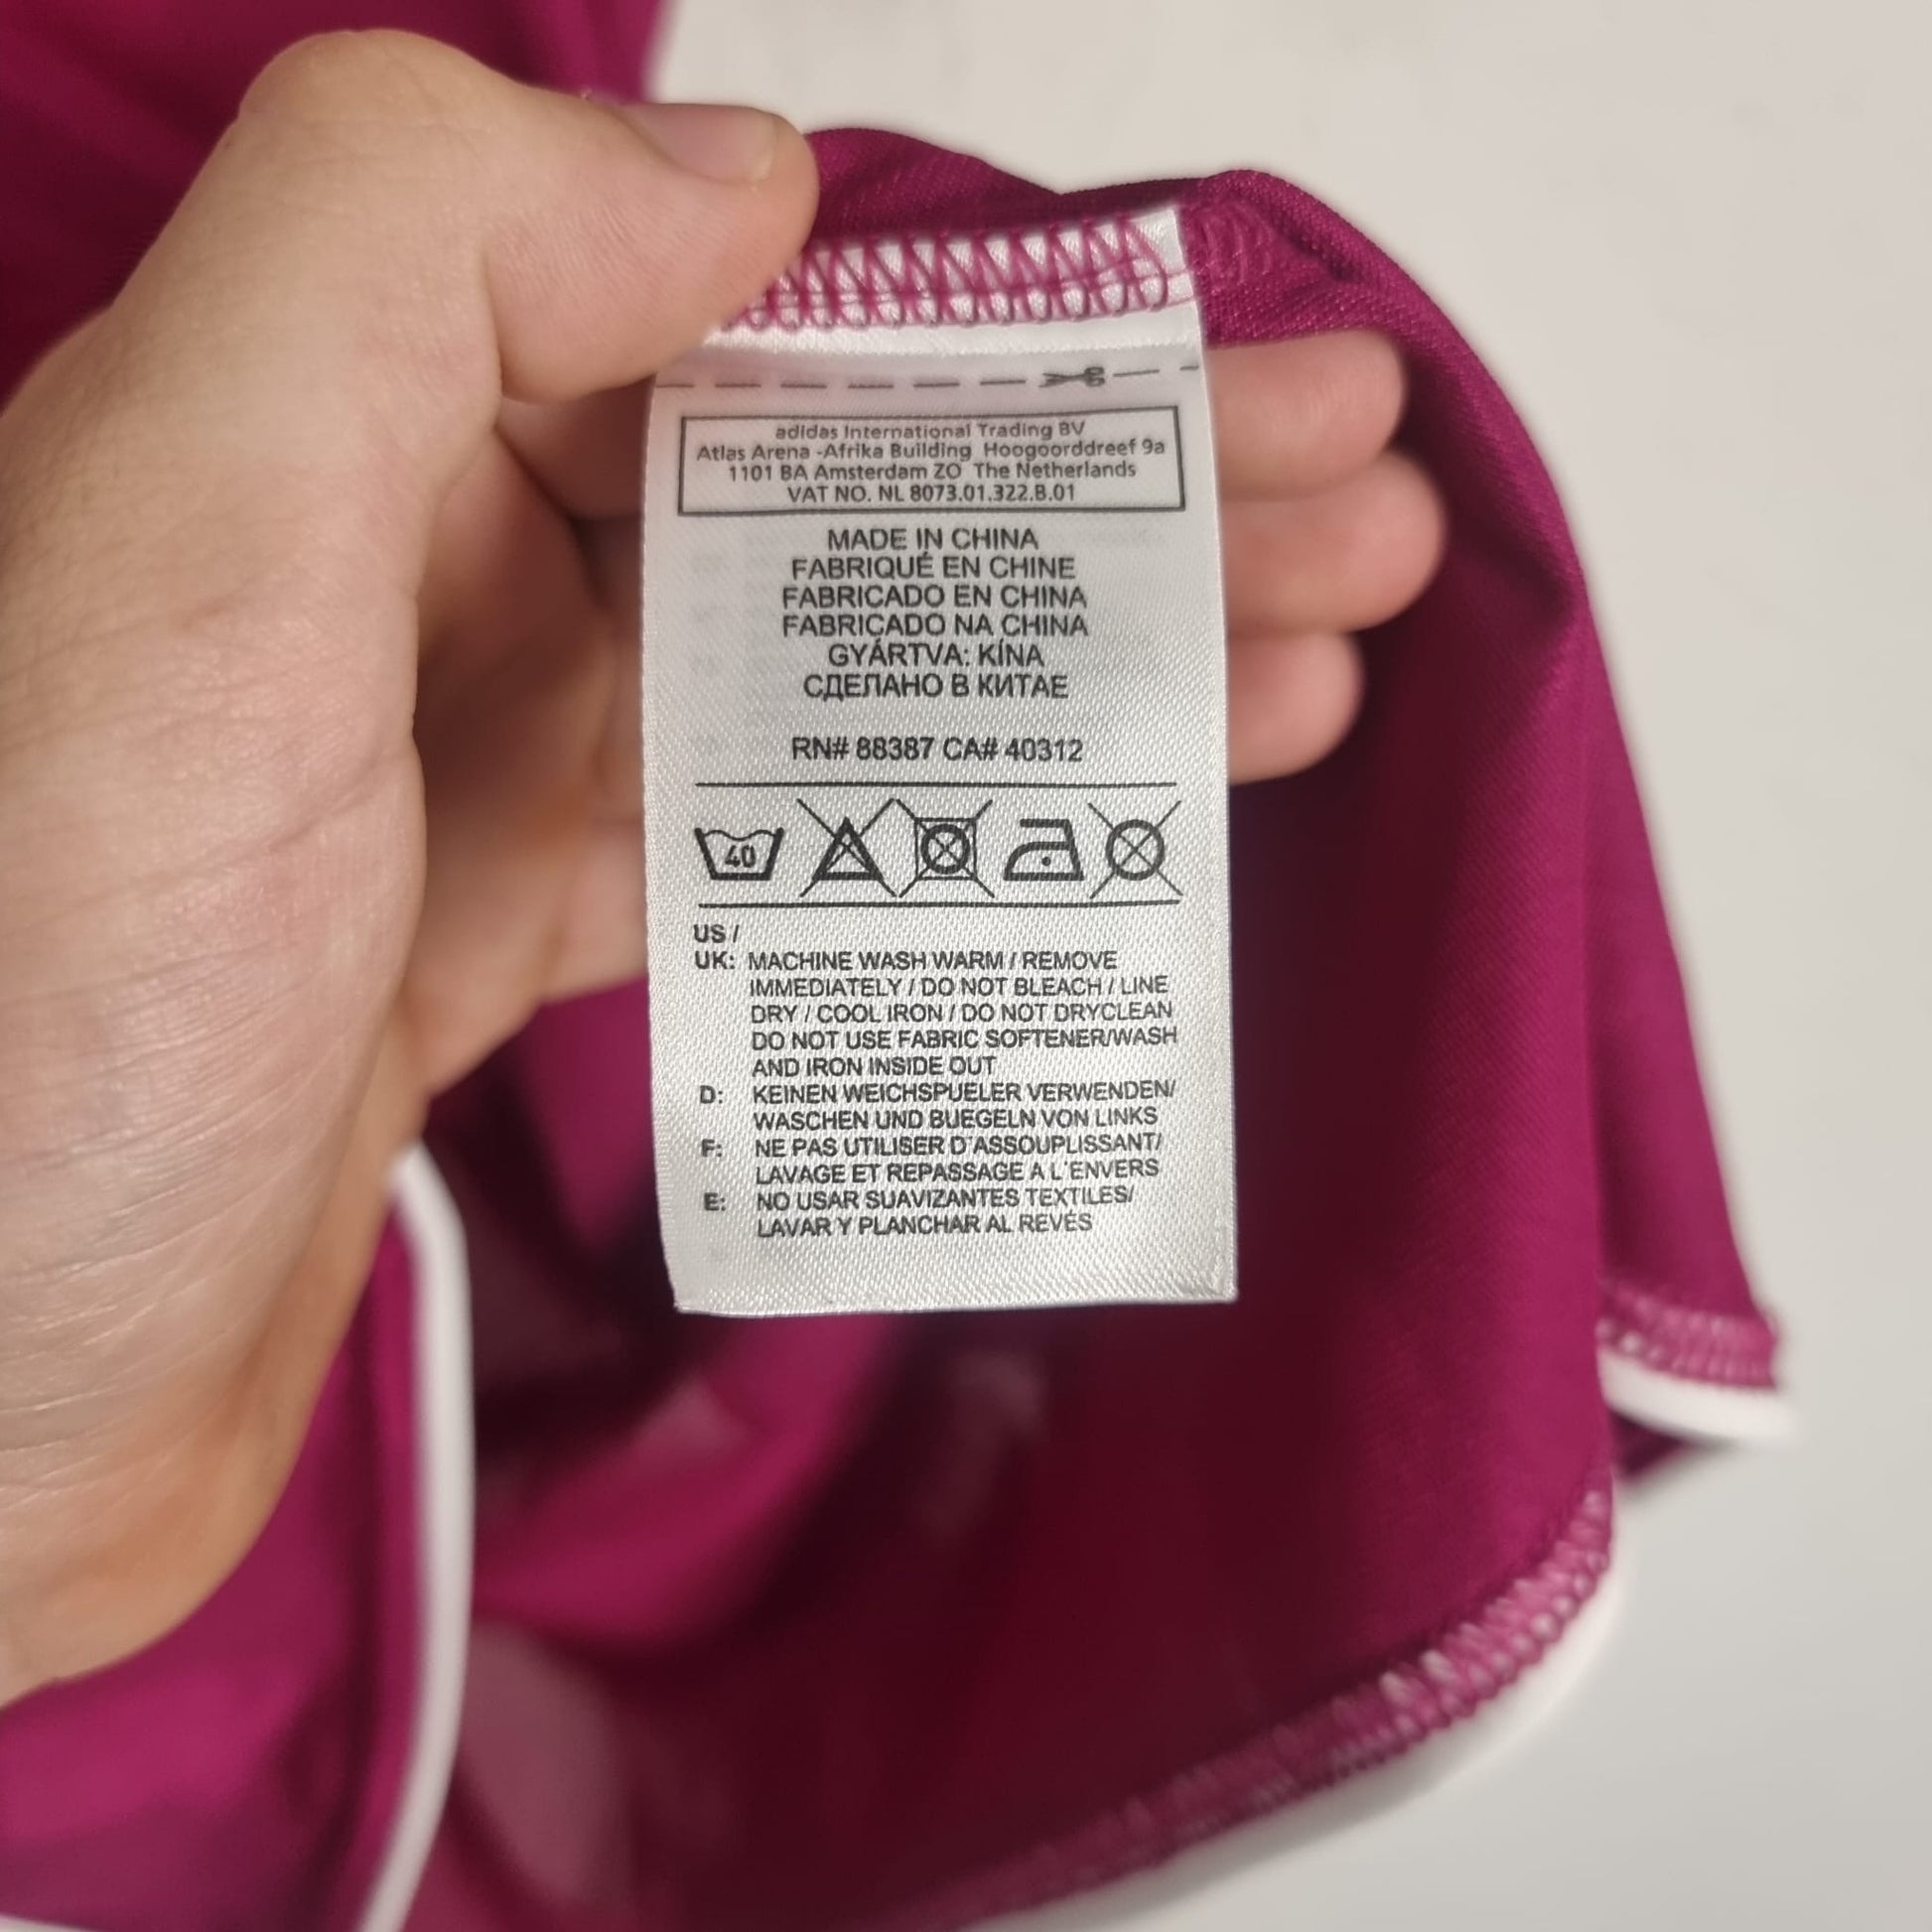 adidas International Trading BV
Atlas Arena -Afrika Building Hoogoorddreef 9a
1101 BA Amsterdam ZO The Netherlands
VAT NO. NL 8073.01.322.B.01
MADE IN CHINA
FABRIQUÉ EN CHINE
FABRICADO EN CHINA
FABRICADO NA CHINA
GYÁRTVA: KÍNA
СДЕЛАНО В КИТАЕ
RN# 88387 CA# 40312
40
US /
UK: MACHINE WASH WARM / REMOVE
IMMEDIATELY / DO NOT BLEACH / LINE
DRY / COOL IRON / DO NOT DRYCLEAN
DO NOT USE FABRIC SOFTENER/WASH
AND IRON INSIDE OUT
D: KEINEN WEICHSPUELER VERWENDEN/
WASCHEN UND BUEGELN VON LINKS
F: NE PAS UTILISER D'ASSOUPLISSANT/
LAVAGE ET REPASSAGE A L'ENVERS
E: NO USAR SUAVIZANTES TEXTILES/
LAVAR Y PLANCHAR AL REVÉS